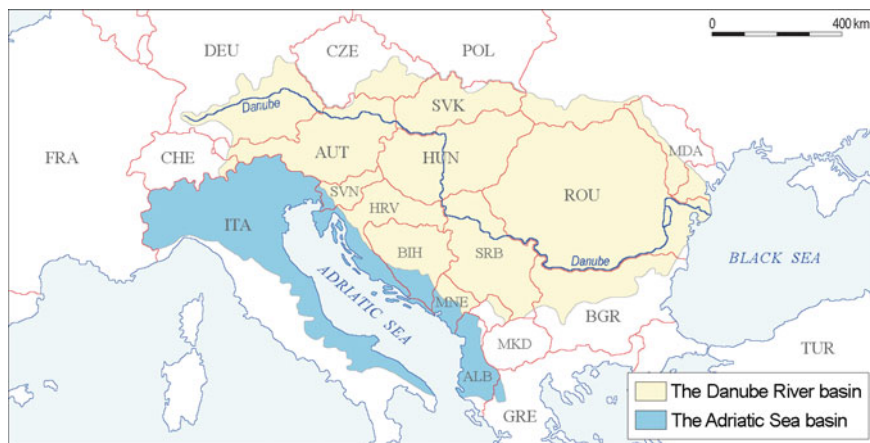 0
400 km
DEU
CZE
POL
Danube
SVK
FRA
CHE
AUT
HUN
MDA
SVN
ROU
ITA
HRV
BIH
SRB
Danube
BLACK SEA
ADRIATIC SEA
MNE
BGR
MKD
TUR
ALB
GRE
The Danube River basin
The Adriatic Sea basin